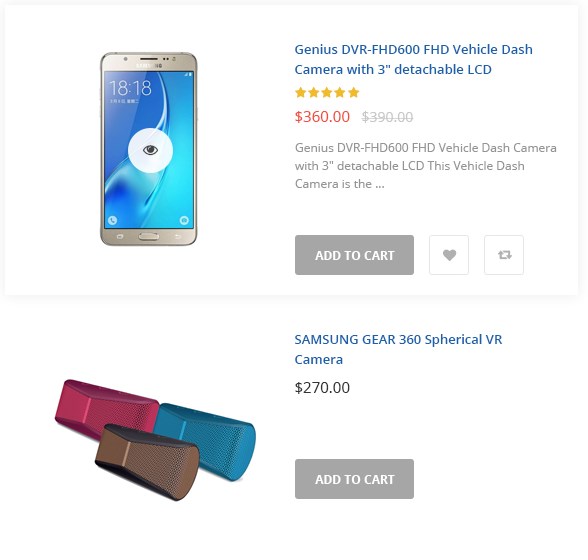 Genius DVR-FHD600 FHD Vehicle Dash
Camera with 3" detachable LCD
$360.00 $390.00
Genius DVR-FHD600 FHD Vehicle Dash Camera
with 3" detachable LCD This Vehicle Dash
Camera is the ...
ADD TO CART
SAMSUNG
18:18
SAMSUNG GEAR 360 Spherical VR
Camera
$270.00
ADD TO CART